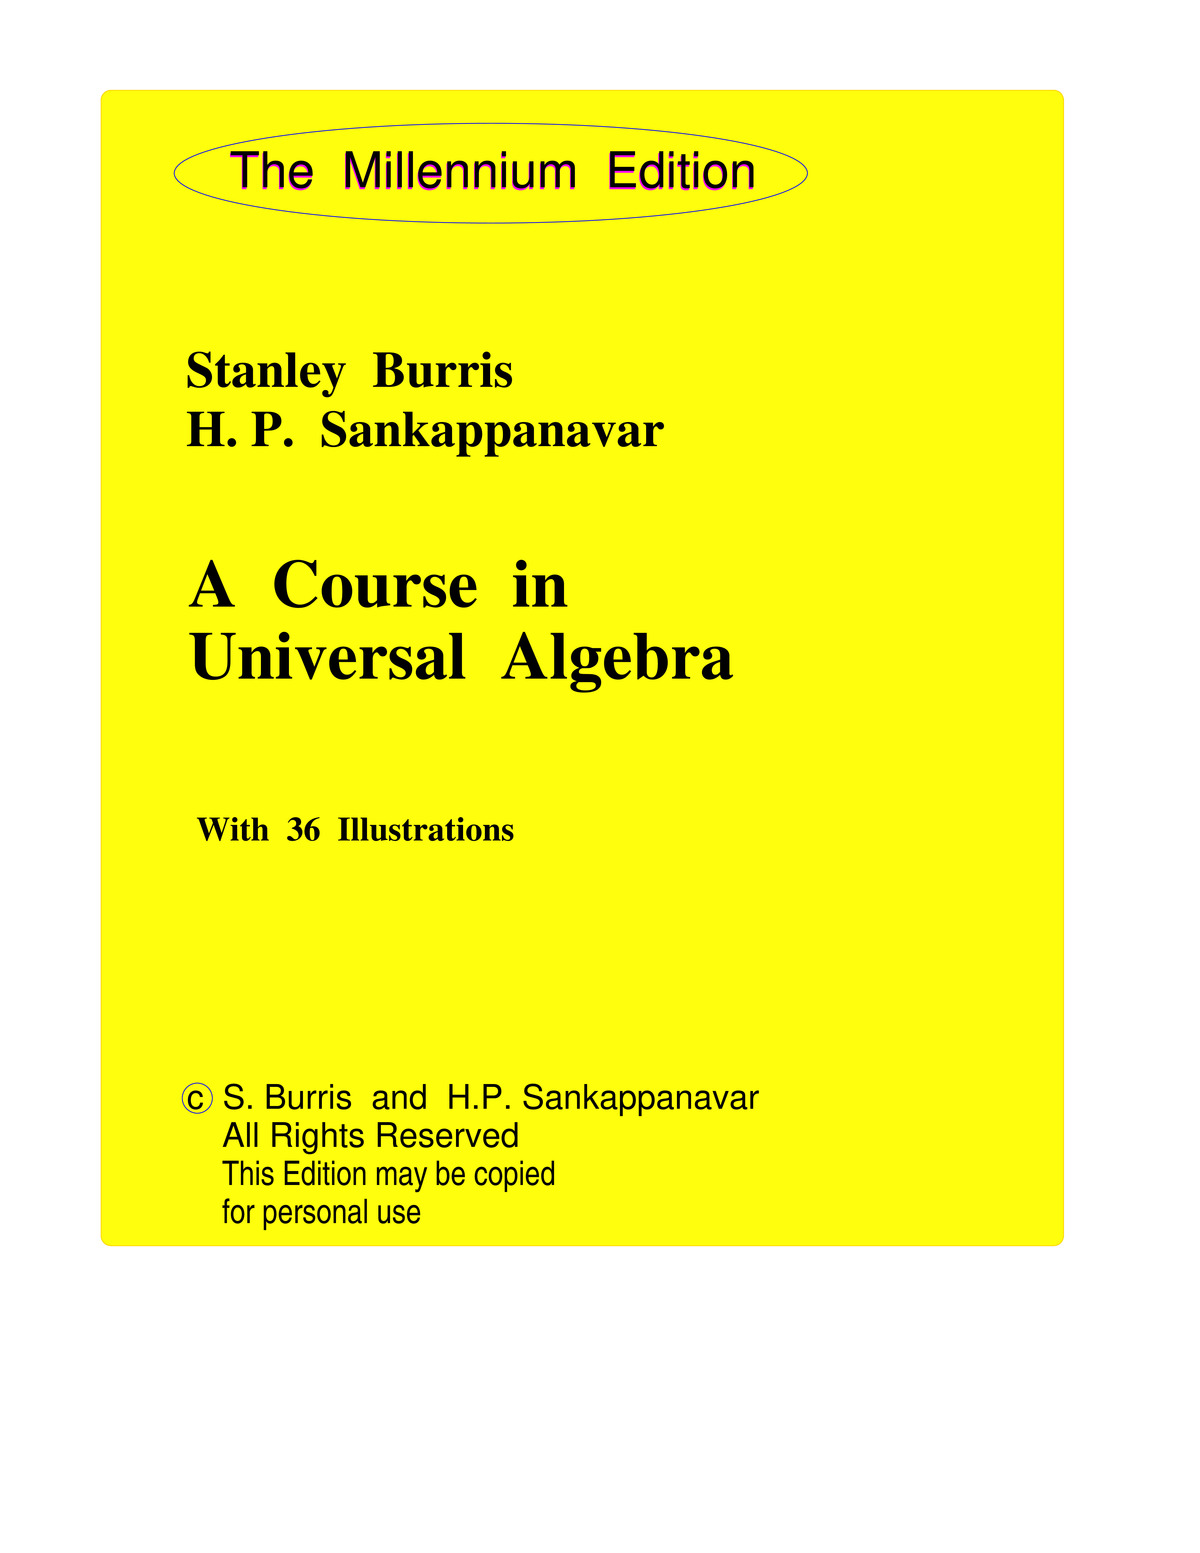 The Millennium Edition
Stanley Burris
H. P. Sankappanavar
A Course in
Universal Algebra
With 36 Illustrations
© S. Burris and H.P. Sankappanavar
All Rights Reserved
This Edition may be copied
for personal use